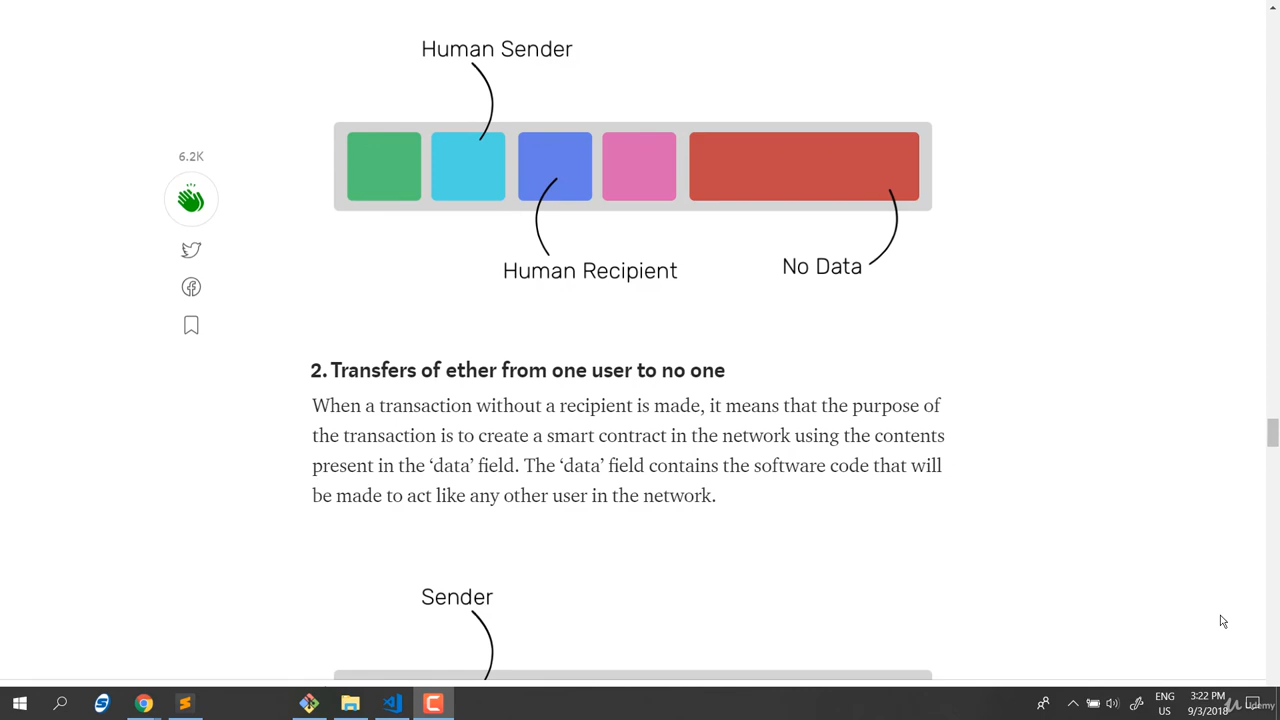 Human Sender
6.2K
Human Recipient
No Data
2. Transfers of ether from one user to no one
When a transaction without a recipient is made, it means that the purpose of
the transaction is to create a smart contract in the network using the contents
present in the ‘data’ field. The ‘data’ field contains the software code that will
be made to act like any other user in the network.
Sender
ENG
US
3:22 PM
9/3/2018
Udemy